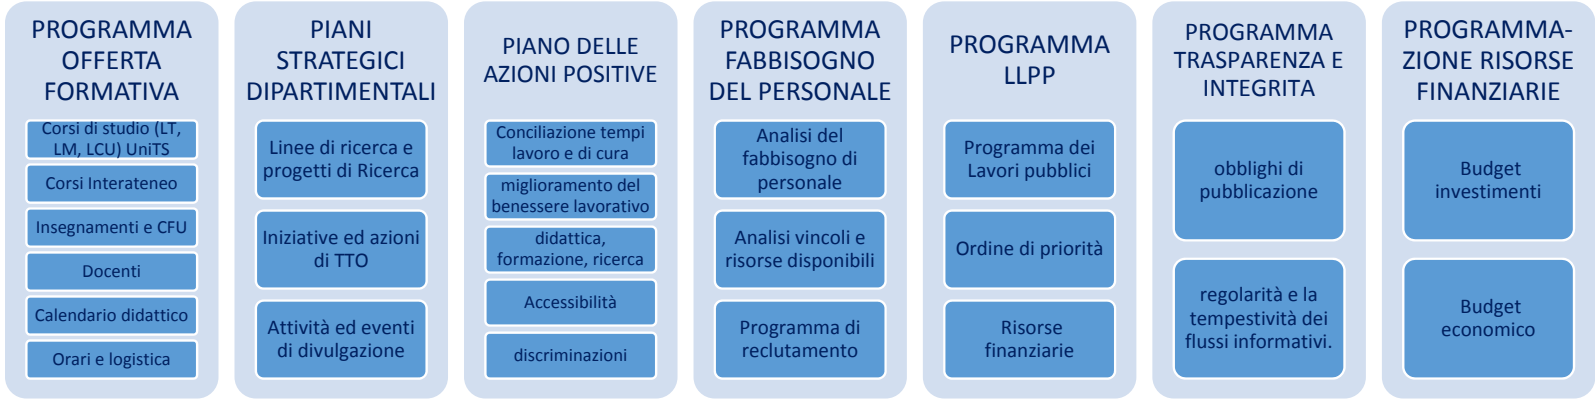 PROGRAMMA
OFFERTA
FORMATIVA
Corsi di studio (LT,
LM, LCU) UniTS
Corsi Interateneo
Insegnamenti e CFU
Docenti
Calendario didattico
Orari e logistica
PIANI
STRATEGICI
DIPARTIMENTALI
Linee di ricerca e
progetti di Ricerca
Iniziative ed azioni
di TTO
Attività ed eventi
di divulgazione
PIANO DELLE
AZIONI POSITIVE
Conciliazione tempi
lavoro e di cura
miglioramento del
benessere lavorativo
didattica,
formazione, ricerca
Accessibilità
discriminazioni
PROGRAMMA
FABBISOGNO
DEL PERSONALE
Analisi del
fabbisogno di
personale
Analisi vincoli e
risorse disponibili
Programma di
reclutamento
PROGRAMMA
LLPP
Programma dei
Lavori pubblici
Ordine di priorità
Risorse
finanziarie
PROGRAMMA
TRASPARENZA E
INTEGRITA
obblighi di
pubblicazione
regolarità e la
tempestività dei
flussi informativi.
PROGRAMMA-
ZIONE RISORSE
FINANZIARIE
Budget
investimenti
Budget
economico